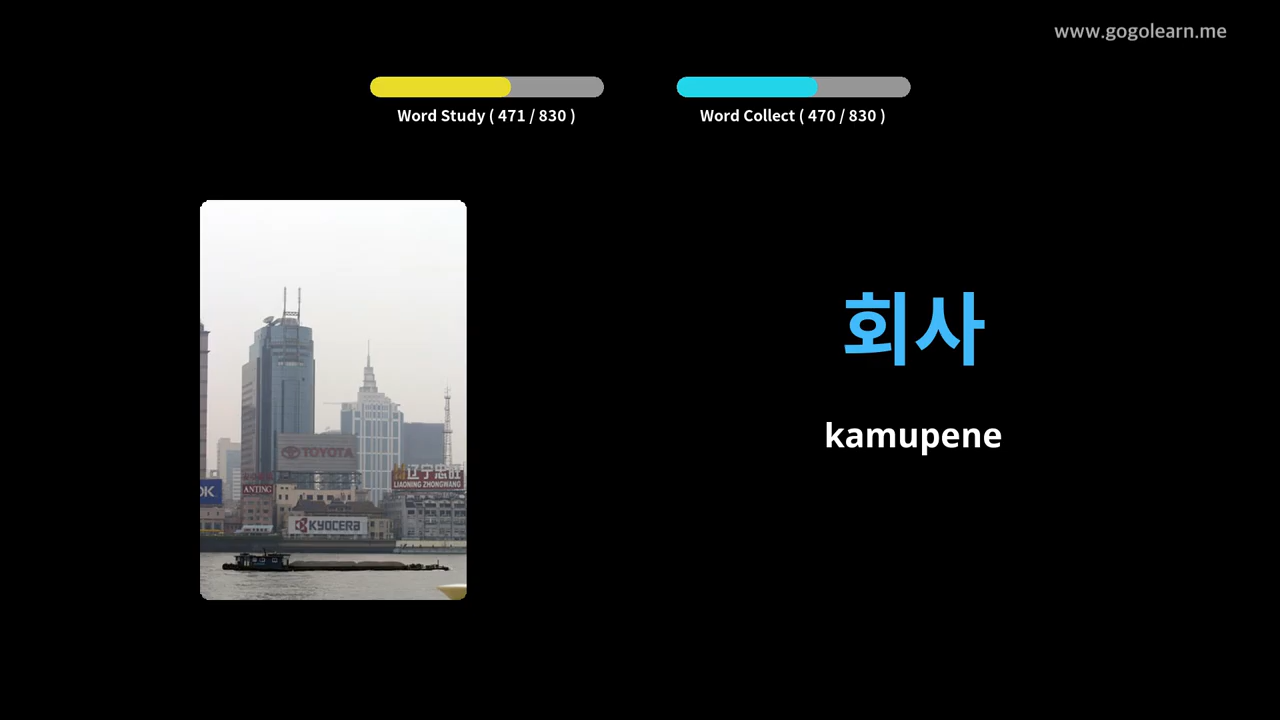 www.gogolearn.me
Word Study ( 471 / 830 )
Word Collect ( 470 / 830 )
회사
kamupene
TOYOTA
辽宁忠旺
LIAONING ZHONGWANG
OK
ANTING
KYOCERA